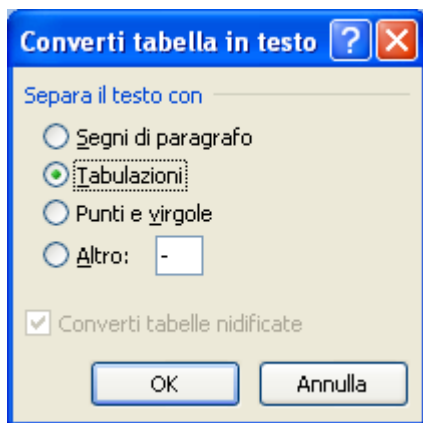 Converti tabella in testo
Separa il testo con
Segni di paragrafo
Tabulazioni
Punti e virgole
Altro: -
Converti tabelle nidificate
OK Annulla